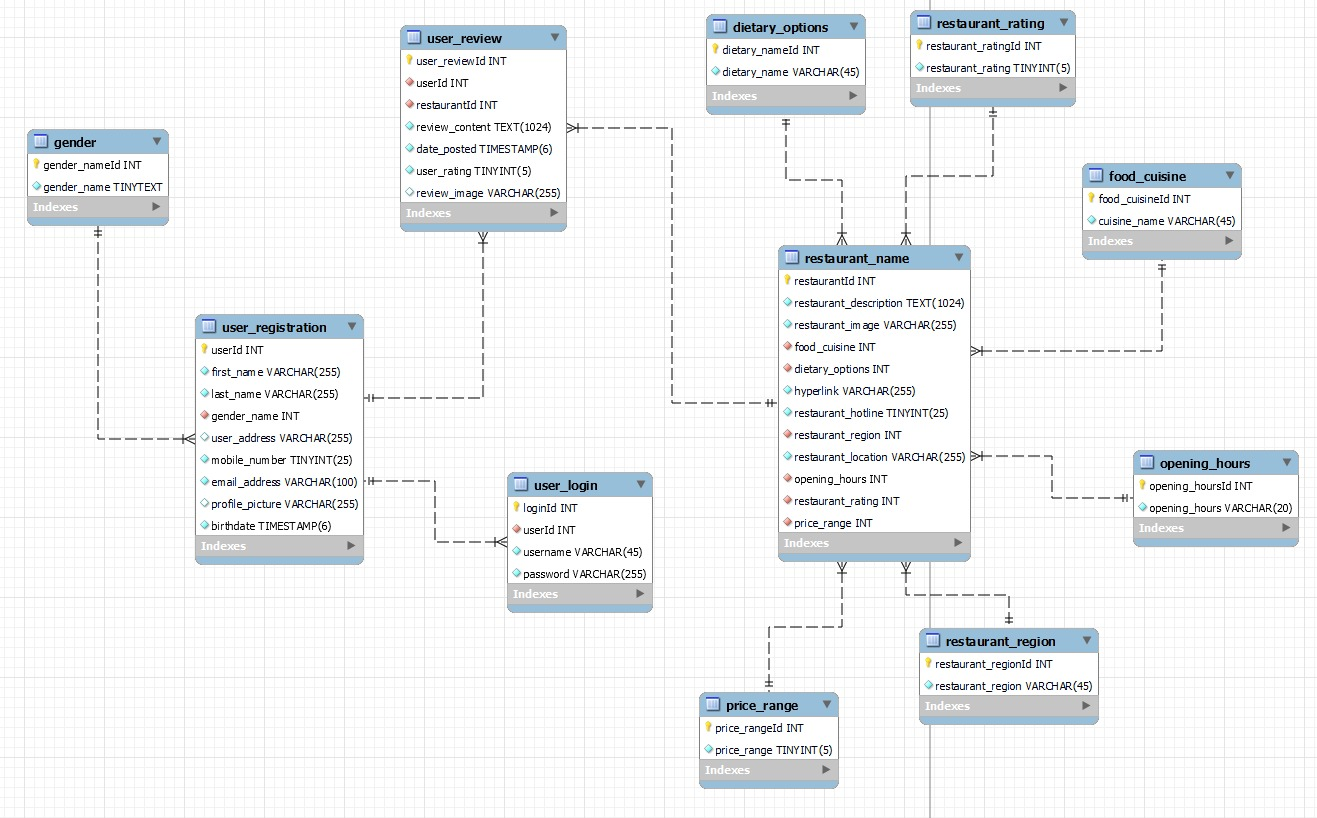 user_review
user_reviewId INT
userId INT
restaurantId INT
review_content TEXT(1024)
date_posted TIMESTAMP(6)
user_rating TINYINT(5)
review_image VARCHAR(255)
Indexes
dietary_options
dietary_nameId INT
dietary_name VARCHAR(45)
Indexes
restaurant_rating
restaurant_ratingId INT
restaurant_rating TINYINT(5)
Indexes
gender
gender_nameId INT
gender_name TINYTEXT
Indexes
food_cuisine
food_cuisineId INT
cuisine_name VARCHAR(45)
Indexes
restaurant_name
restaurantId INT
restaurant_description TEXT(1024)
restaurant_image VARCHAR(255)
food_cuisine INT
dietary_options INT
hyperlink VARCHAR(255)
restaurant_hotline TINYINT(25)
restaurant_region INT
restaurant_location VARCHAR(255)
opening_hours INT
restaurant_rating INT
price_range INT
Indexes
user_registration
userId INT
first_name VARCHAR(255)
last_name VARCHAR(255)
gender_name INT
user_address VARCHAR(255)
mobile_number TINYINT(25)
email_address VARCHAR(100)
profile_picture VARCHAR(255)
birthdate TIMESTAMP(6)
Indexes
user_login
loginId INT
userId INT
username VARCHAR(45)
password VARCHAR(255)
Indexes
opening_hours
opening_hoursId INT
opening_hours VARCHAR(20)
Indexes
restaurant_region
restaurant_regionId INT
restaurant_region VARCHAR(45)
Indexes
price_range
price_rangeId INT
price_range TINYINT(5)
Indexes